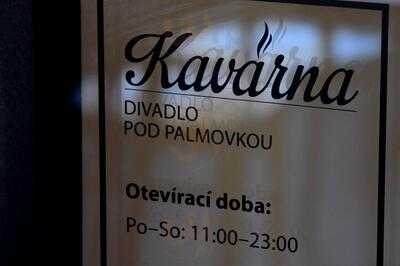 Kavárna
DIVADLO
POD PALMOVKOU
Otevírací doba:
Po–So: 11:00–23:00